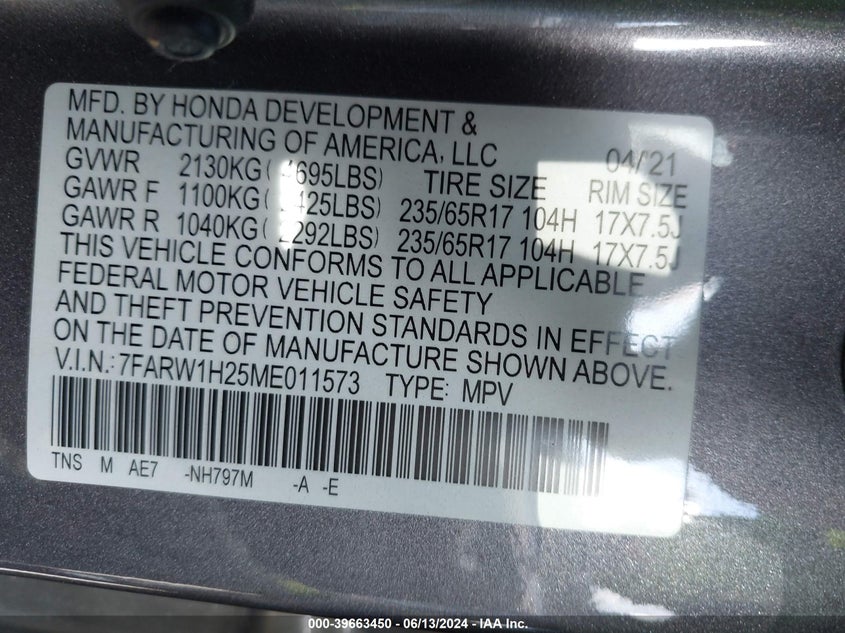 MFD. BY HONDA DEVELOPMENT &
MANUFACTURING OF AMERICA, LLC 04/'21
GVWR 2130KG( 695LBS) TIRE SIZE RIM SIZE
GAWR F 1100KG( 425LBS) 235/65R17 104H 17X7.5J
GAWR R 1040KG( 292LBS) 235/65R17 104H 17X7.5J
THIS VEHICLE CONFORMS TO ALL APPLICABLE
FEDERAL MOTOR VEHICLE SAFETY
AND THEFT PREVENTION STANDARDS IN EFFECT
ON THE DATE OF MANUFACTURE SHOWN ABOVE.
V.I.N.: 7FARW1H25ME011573 TYPE: MPV
TNS M AE7 -NH797M -A -E
000-39663450 - 06/13/2024 - IAA Inc.